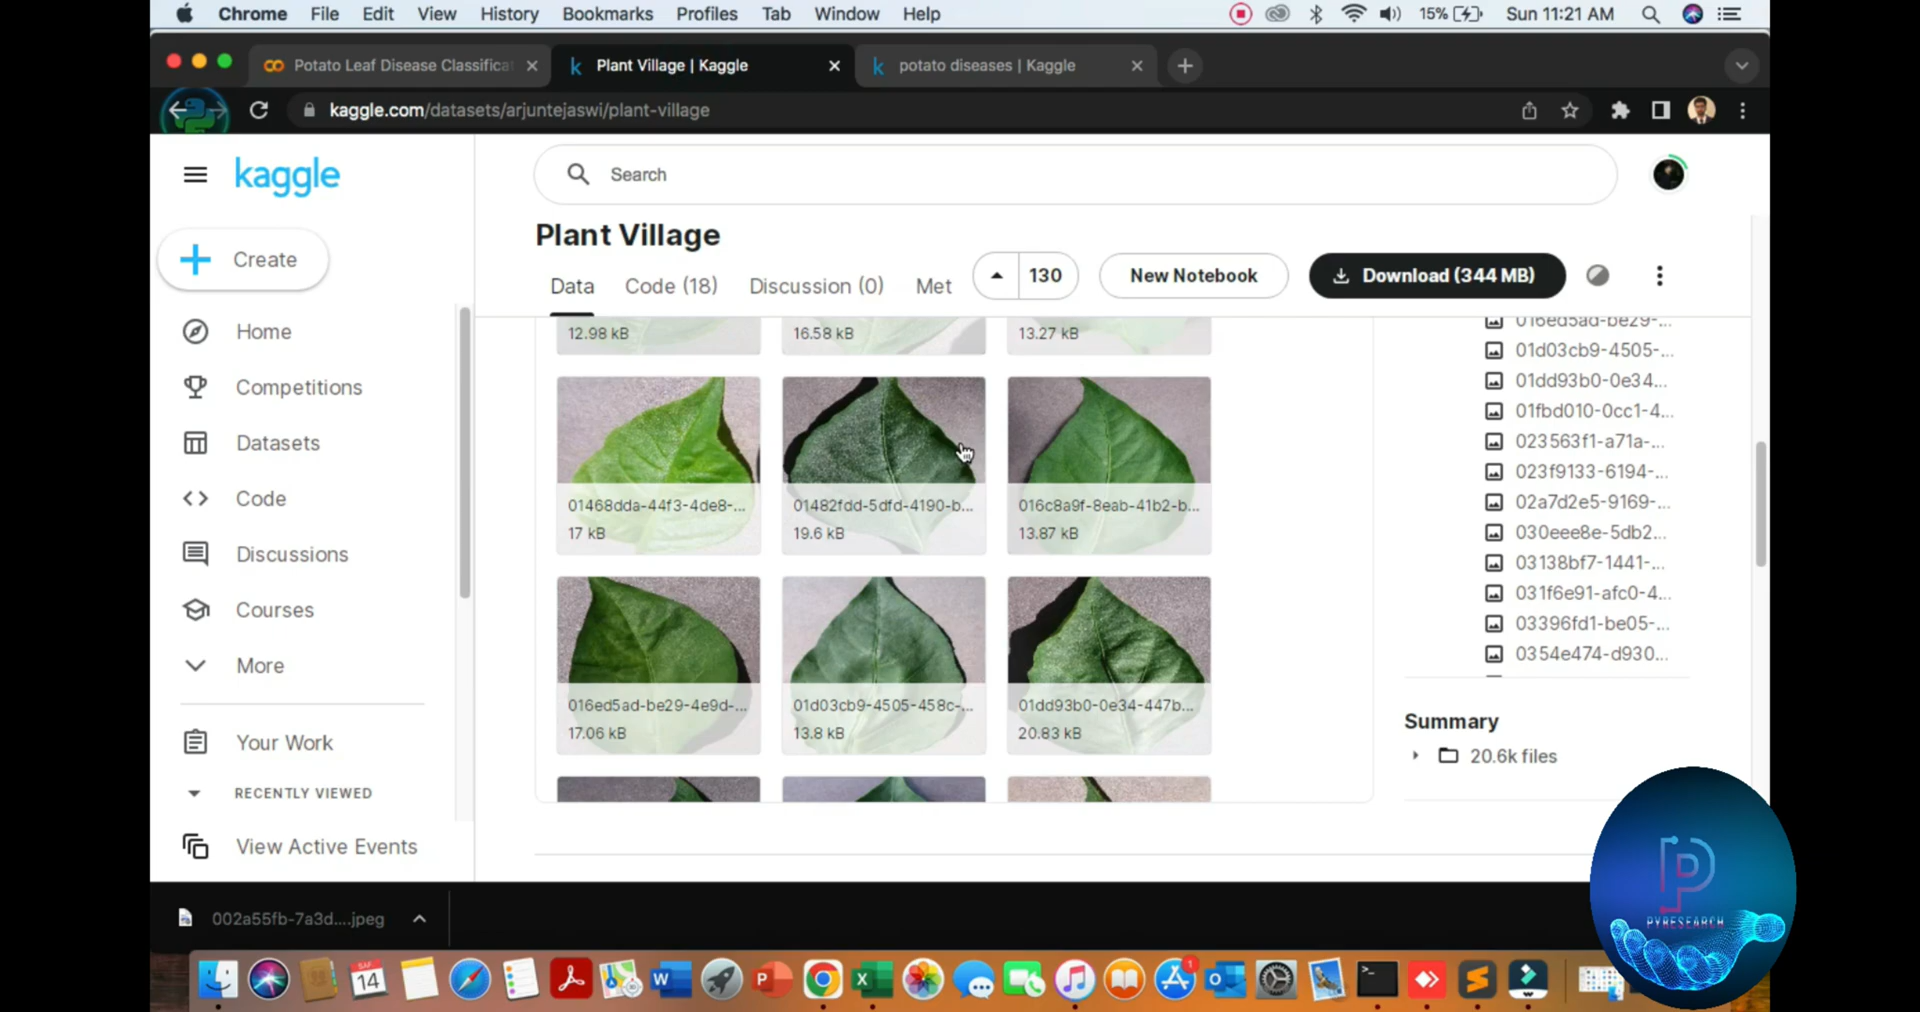 Chrome File Edit View History Bookmarks Profiles Tab Window Help 15% Sun 11:21 AM
Potato Leaf Disease Classificat Plant Village | Kaggle potato diseases | Kaggle
kaggle.com/datasets/arjuntejaswi/plant-village
kaggle
Search
Plant Village
Create
Data Code (18) Discussion (0) Met 130 New Notebook Download (344 MB)
Home
Competitions
Datasets
Code
Discussions
Courses
More
Your Work
RECENTLY VIEWED
View Active Events
12.98 kB 16.58 kB 13.27 kB
01468dda-44f3-4de8-... 01482fdd-5dfd-4190-b... 016c8a9f-8eab-41b2-b...
17 kB 19.6 kB 13.87 kB
016ed5ad-be29-4e9d-... 01d03cb9-4505-458c-... 01dd93b0-0e34-447b...
17.06 kB 13.8 kB 20.83 kB
016ed5ad-be29-...
01d03cb9-4505-...
01dd93b0-0e34...
01fbd010-0cc1-4...
023563f1-a71a-...
023f9133-6194-...
02a7d2e5-9169-...
030eee8e-5db2...
03138bf7-1441-...
031f6e91-afc0-4...
03396fd1-be05-...
0354e474-d930...
Summary
20.6k files
002a55fb-7a3d....jpeg
PYRESEARCH
14
1